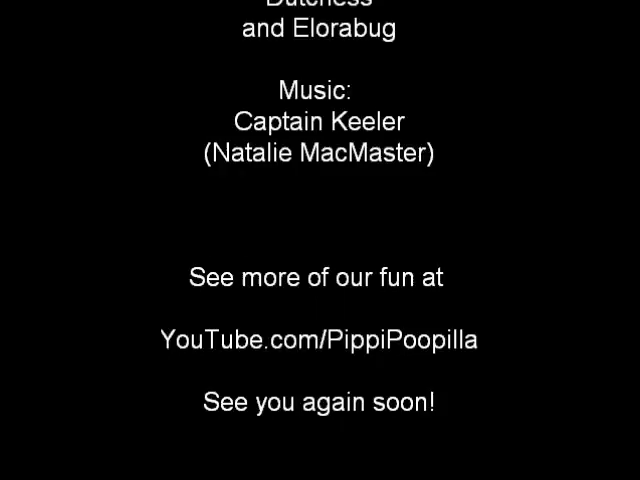 Dutchess
and Elorabug
Music:
Captain Keeler
(Natalie MacMaster)
See more of our fun at
YouTube.com/PippiPoopilla
See you again soon!